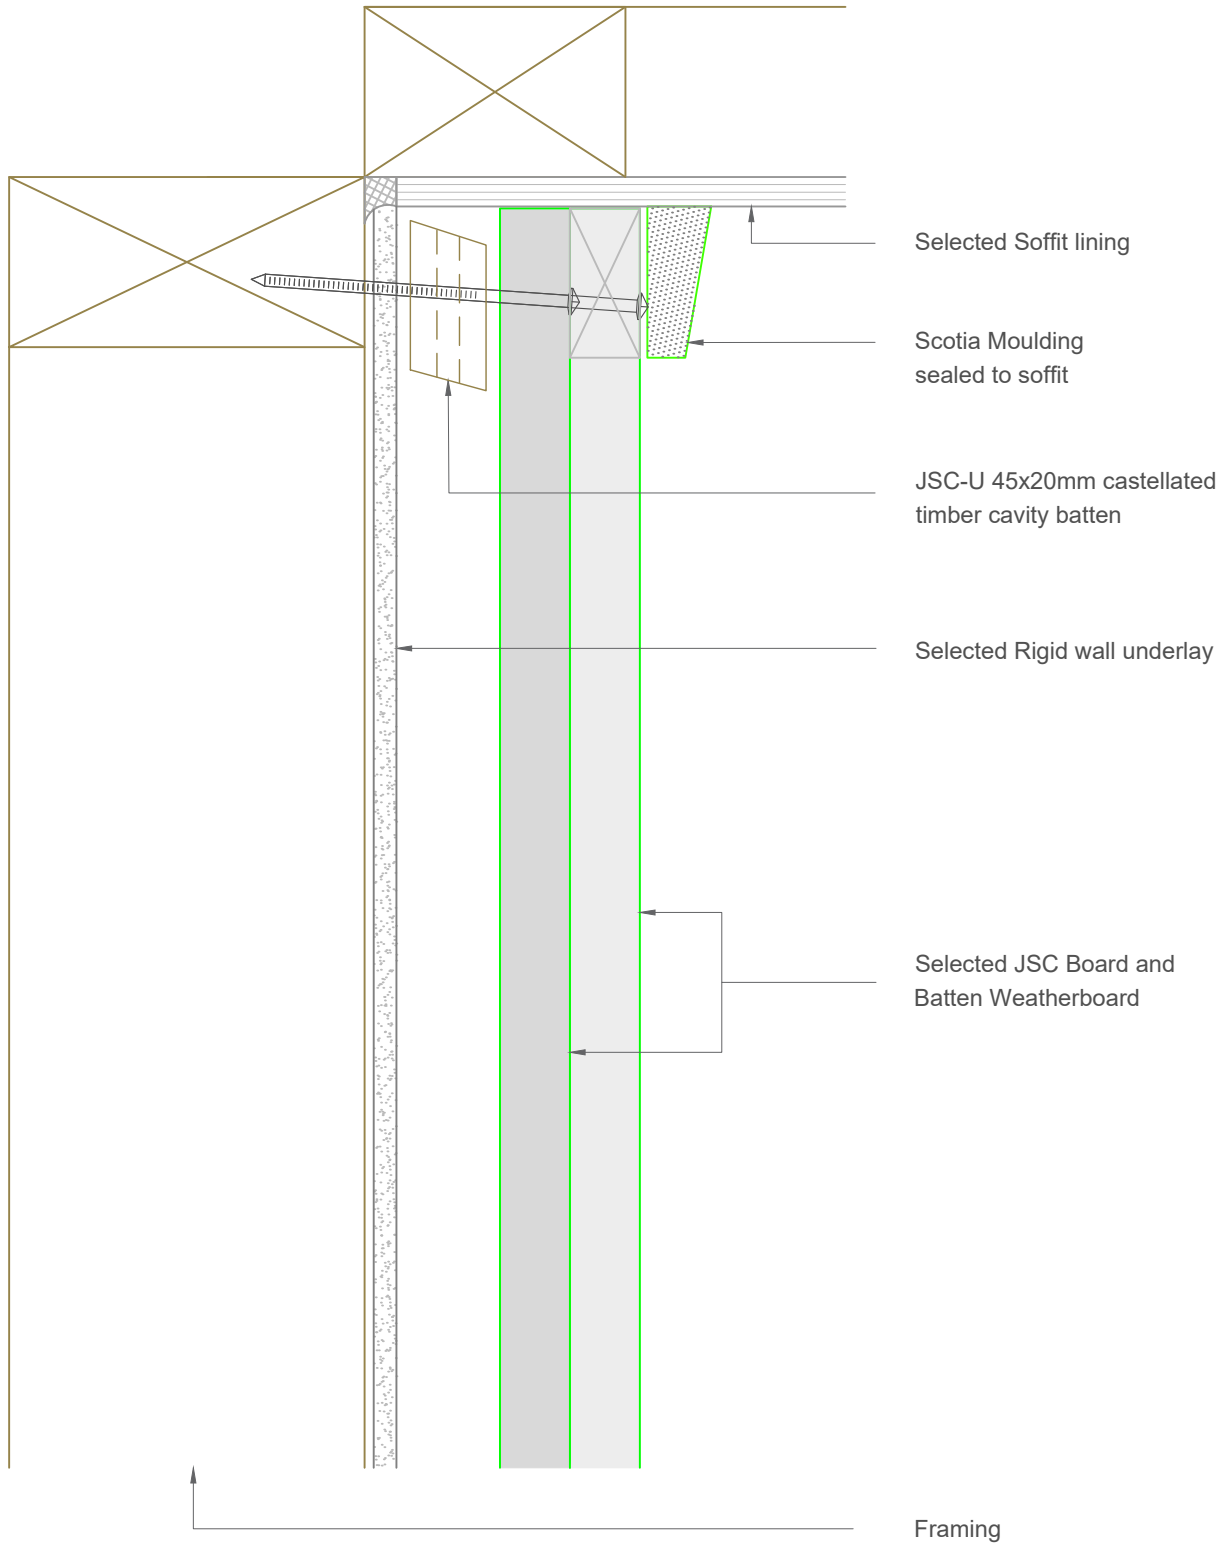 Selected Soffit lining
Scotia Moulding
sealed to soffit
JSC-U 45x20mm castellated
timber cavity batten
Selected Rigid wall underlay
Selected JSC Board and
Batten Weatherboard
Framing